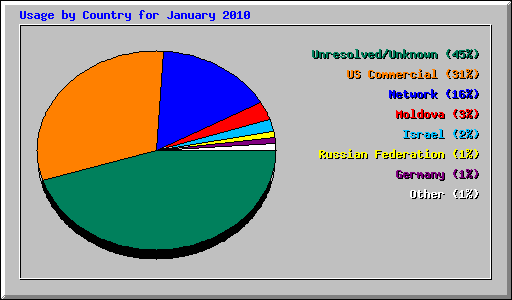 Usage by Country for January 2010
Unresolved/Unknown (45%)
US Commercial (31%)
Network (16%)
Moldova (3%)
Israel (2%)
Russian Federation (1%)
Germany (1%)
Other (1%)